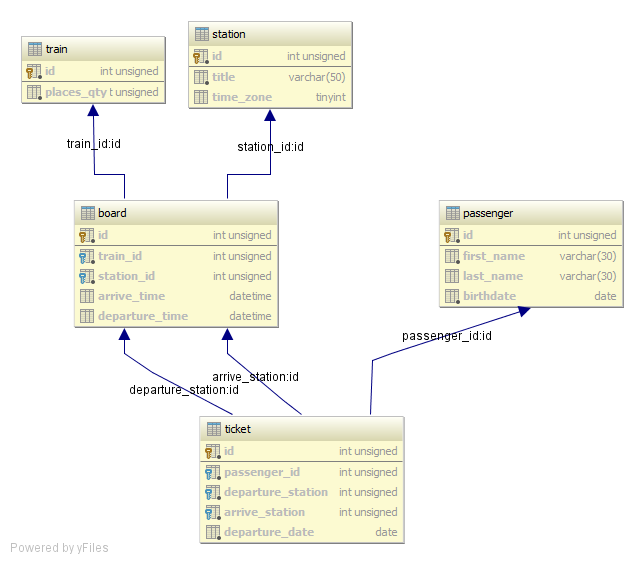 station
train
id int unsigned
title varchar(50)
time_zone tinyint
id int unsigned
places_qty t unsigned
train_id:id
station_id:id
board
id int unsigned
train_id int unsigned
station_id int unsigned
arrive_time datetime
departure_time datetime
passenger
id int unsigned
first_name varchar(30)
last_name varchar(30)
birthdate date
passenger_id:id
arrive_station:id
departure_station:id
ticket
id int unsigned
passenger_id int unsigned
departure_station int unsigned
arrive_station int unsigned
departure_date date
Powered by yFiles